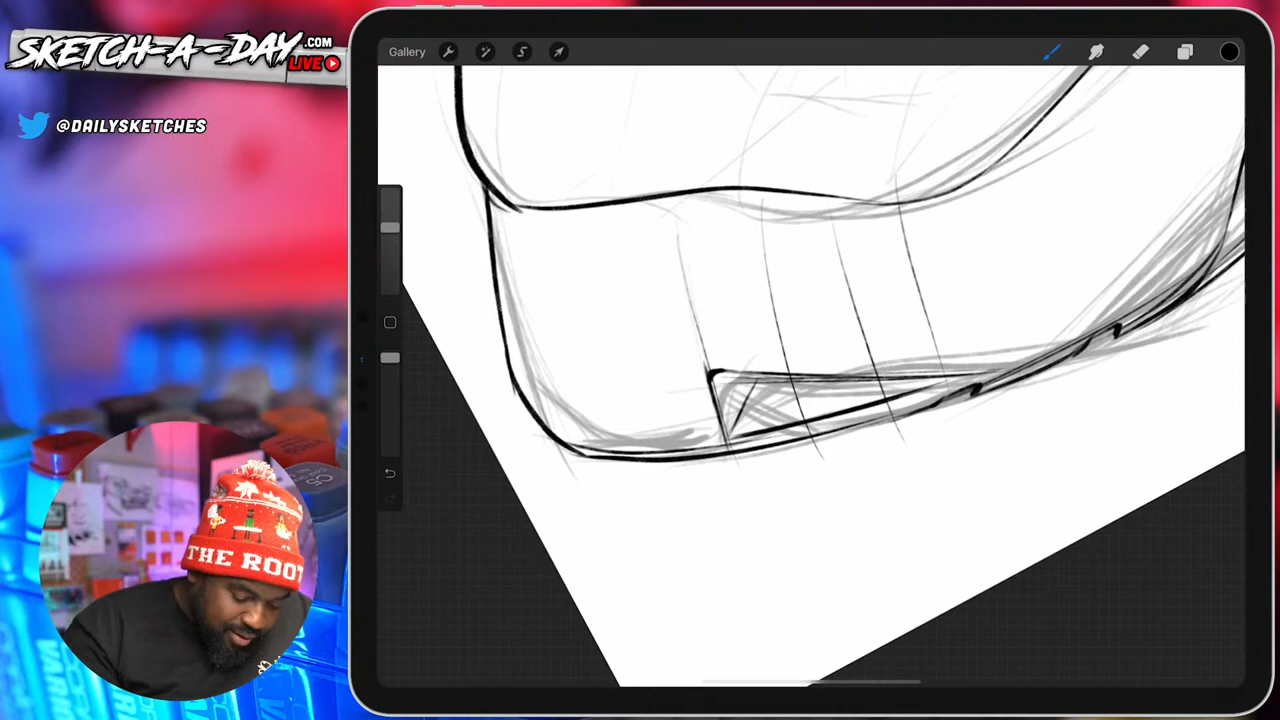 SKETCH-A-DAY.COM
LIVE
@DAILYSKETCHES
Gallery
THE ROOT